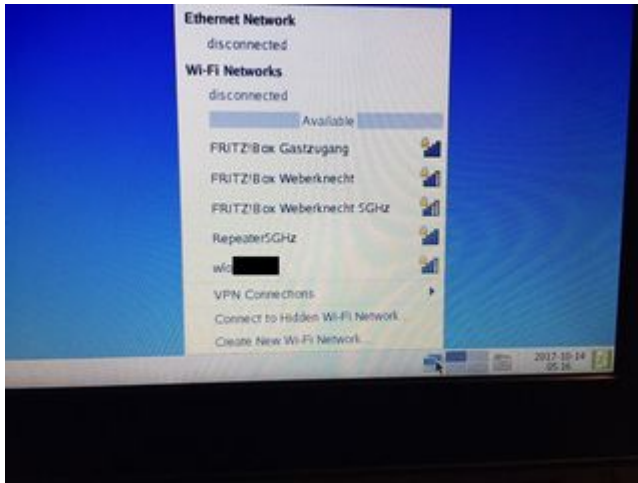 Ethernet Network
disconnected
Wi-Fi Networks
disconnected
Available
FRITZ!Box Gastzugang
FRITZ!Box Weberknecht
FRITZ!Box Weberknecht 5GHz
Repeater5GHz
wlo
VPN Connections
Connect to Hidden Wi-Fi Network
Create New Wi-Fi Network...
2017-10-14
05:16